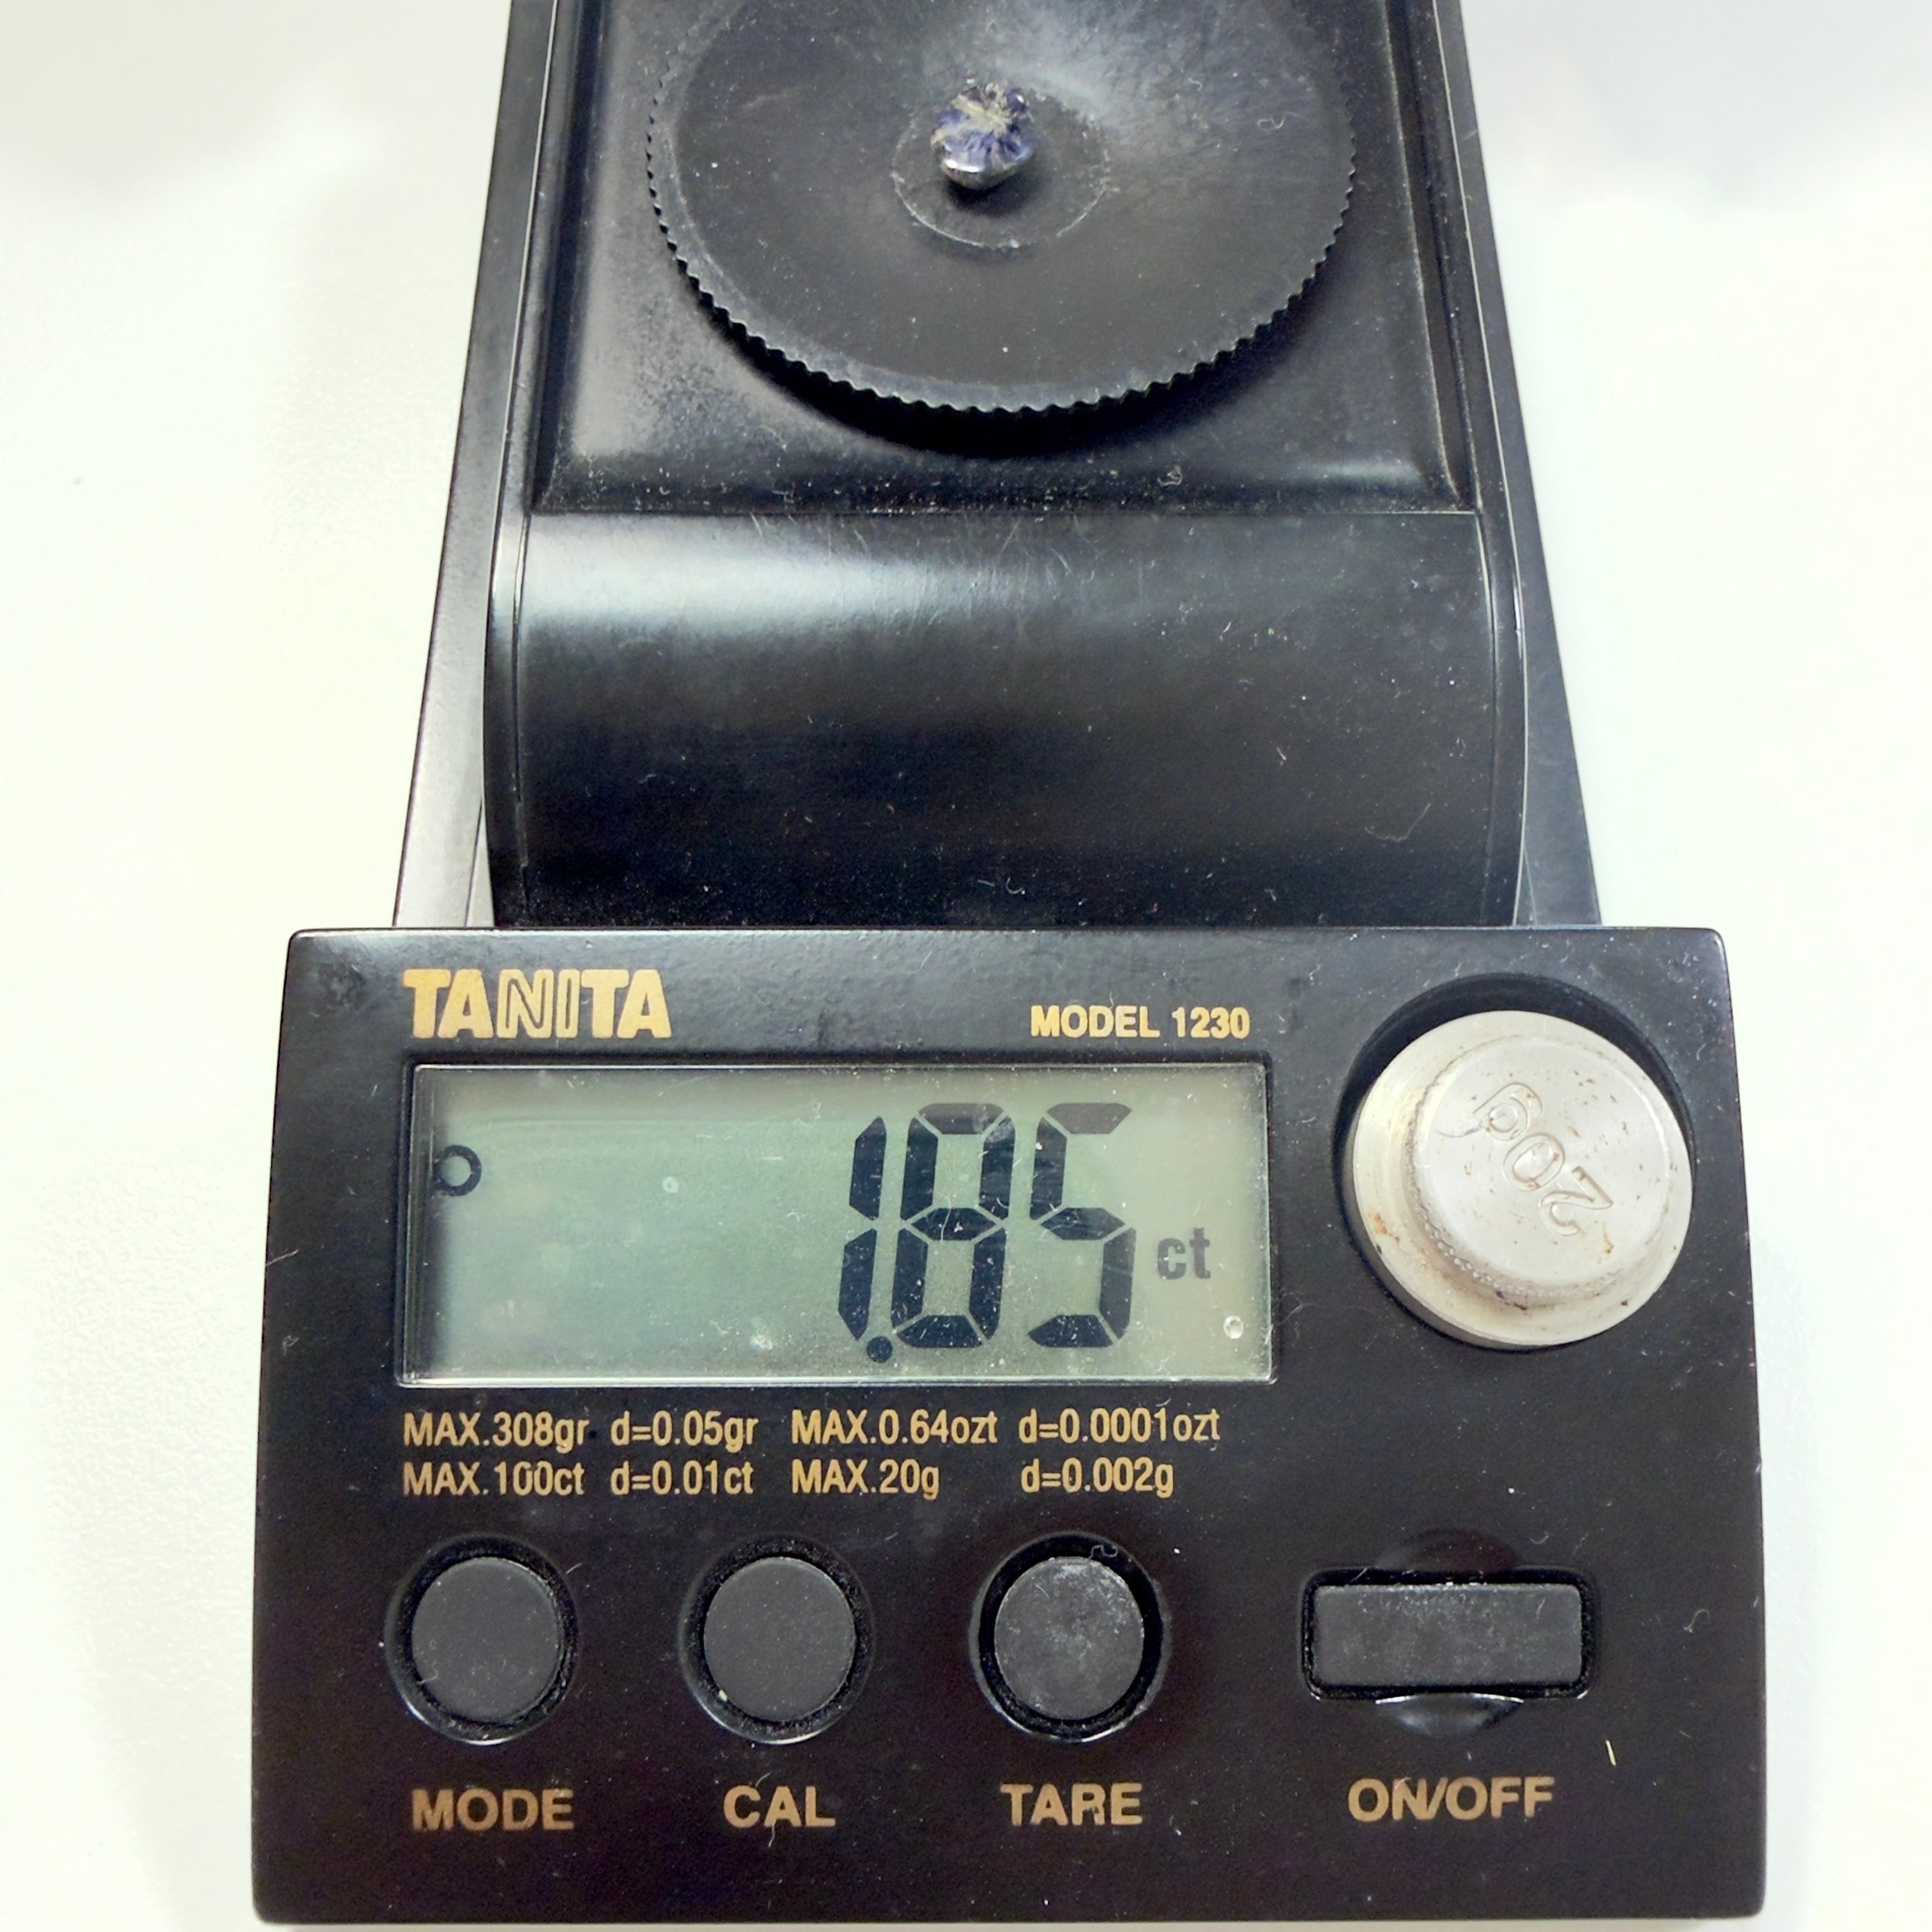 TANITA
MODEL 1230
1.85 ct
20g
MAX.308gr d=0.05gr MAX.0.64ozt d=0.0001ozt
MAX.100ct d=0.01ct MAX.20g d=0.002g
MODE CAL TARE ON/OFF